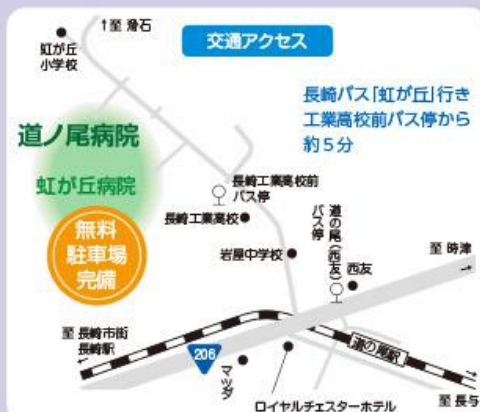 ↑至 滑石
交通アクセス
虹が丘
小学校
長崎バス「虹が丘」行き
工業高校前バス停から
約5分
道ノ尾病院
虹が丘病院
無料
駐車場
完備
長崎工業高校前
バス停
長崎工業高校
岩屋中学校
道の尾(西友)
バス停
西友
至 時津
至 長崎市街
長崎駅
206
マツダ
道の尾駅
ロイヤルチェスターホテル
至 長与